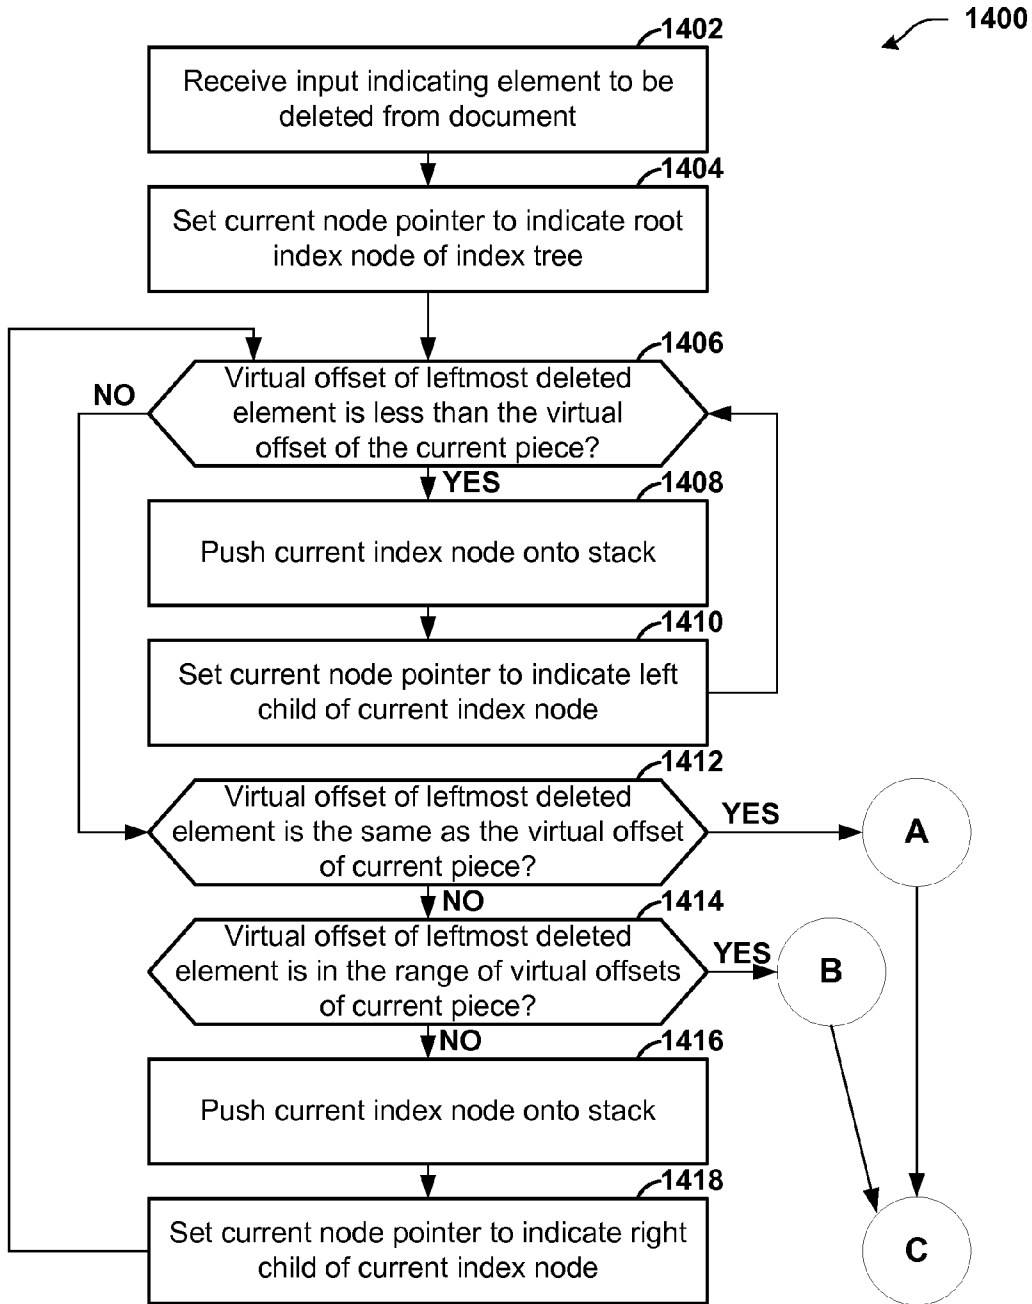 1400
1402
Receive input indicating element to be
deleted from document
1404
Set current node pointer to indicate root
index node of index tree
1406
Virtual offset of leftmost deleted
element is less than the virtual
offset of the current piece?
NO
YES
1408
Push current index node onto stack
1410
Set current node pointer to indicate left
child of current index node
1412
Virtual offset of leftmost deleted
element is the same as the virtual offset
of current piece?
YES
A
NO
1414
Virtual offset of leftmost deleted
element is in the range of virtual offsets
of current piece?
YES
B
NO
1416
Push current index node onto stack
1418
Set current node pointer to indicate right
child of current index node
C